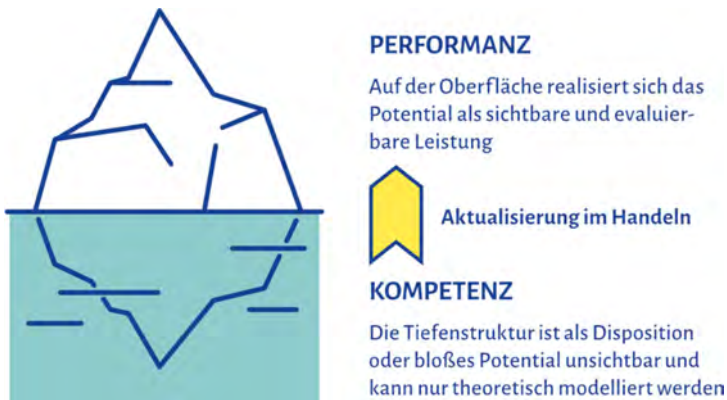 PERFORMANZ
Auf der Oberfläche realisiert sich das
Potential als sichtbare und evaluier-
bare Leistung
Aktualisierung im Handeln
KOMPETENZ
Die Tiefenstruktur ist als Disposition
oder bloßes Potential unsichtbar und
kann nur theoretisch modelliert werden